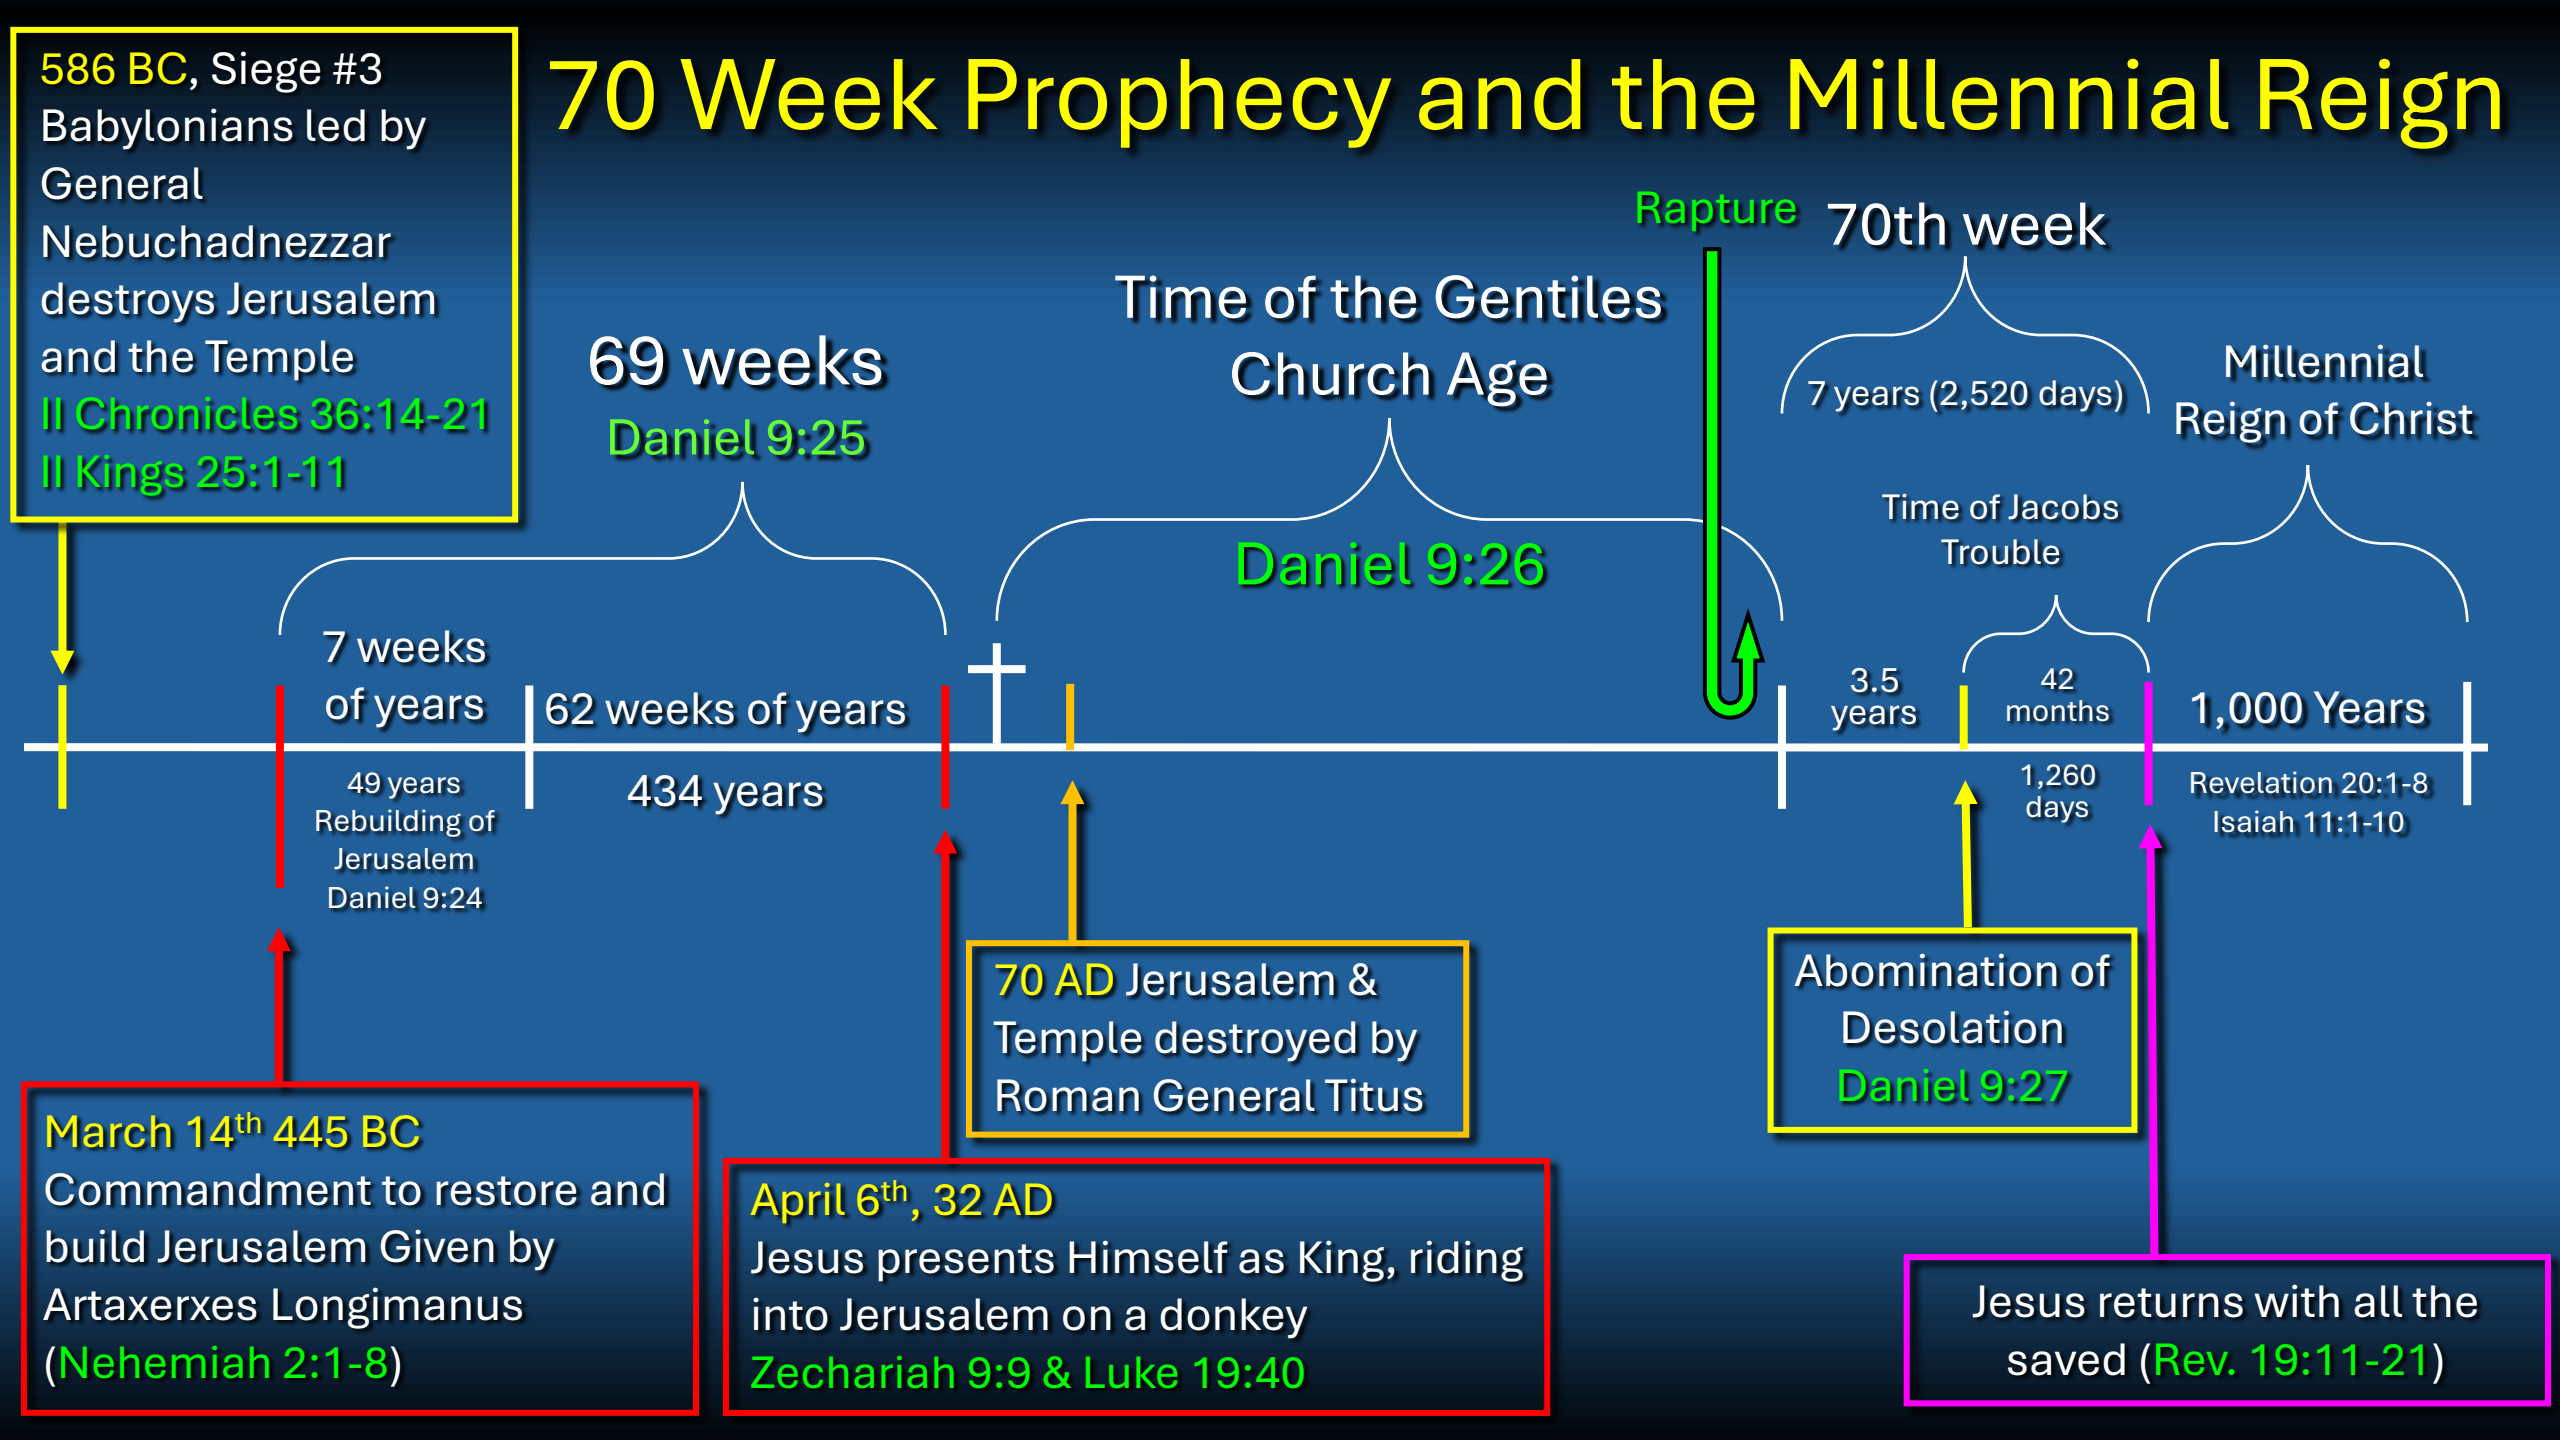 70 Week Prophecy and the Millennial Reign
586 BC, Siege #3
Babylonians led by
General
Nebuchadnezzar
destroys Jerusalem
and the Temple
II Chronicles 36:14-21
II Kings 25:1-11
69 weeks
Daniel 9:25
7 weeks
of years
62 weeks of years
49 years
Rebuilding of
Jerusalem
Daniel 9:24
434 years
Time of the Gentiles
Church Age
Daniel 9:26
Rapture
70th week
7 years (2,520 days)
Time of Jacobs
Trouble
3.5
years
42
months
1,260
days
Millennial
Reign of Christ
1,000 Years
Revelation 20:1-8
Isaiah 11:1-10
March 14th 445 BC
Commandment to restore and
build Jerusalem Given by
Artaxerxes Longimanus
(Nehemiah 2:1-8)
April 6th, 32 AD
Jesus presents Himself as King, riding
into Jerusalem on a donkey
Zechariah 9:9 & Luke 19:40
70 AD Jerusalem &
Temple destroyed by
Roman General Titus
Abomination of
Desolation
Daniel 9:27
Jesus returns with all the
saved (Rev. 19:11-21)